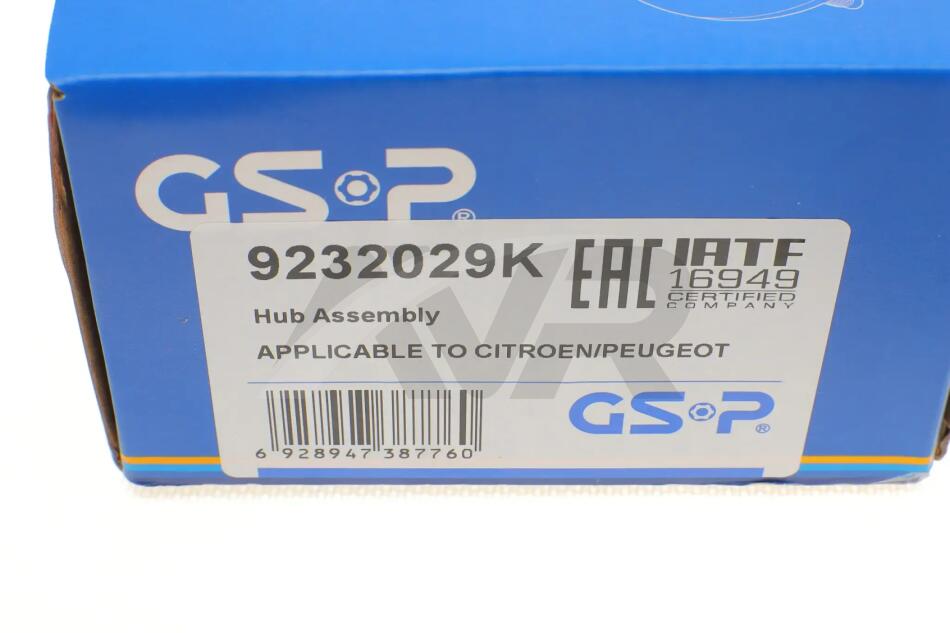 GSP®
9232029K
EAC
IATF
16949
CERTIFIED
COMPANY
Hub Assembly
APPLICABLE TO CITROEN/PEUGEOT
6 928947 387760
GSP®